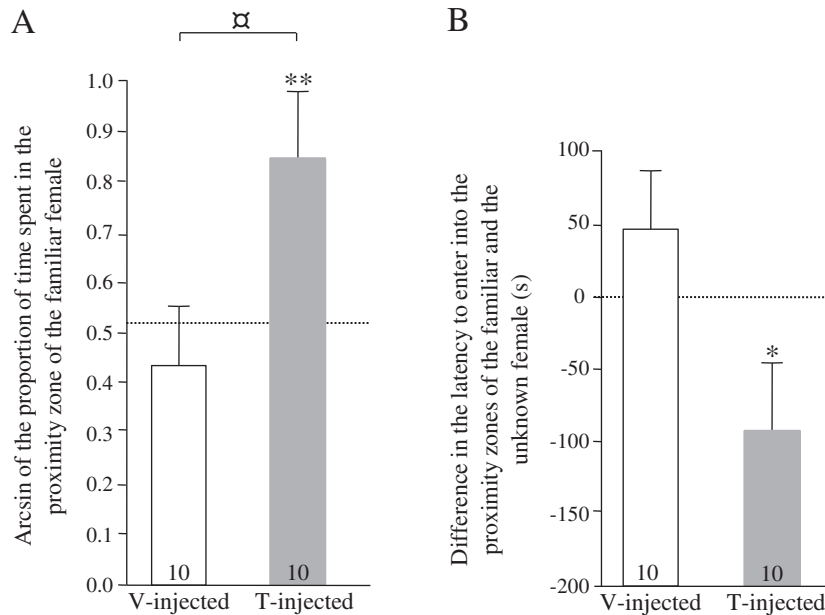 A
¤
**
1.0
0.9
0.8
0.7
0.6
0.5
0.4
0.3
0.2
0.1
0.0
Arcsin of the proportion of time spent in the
proximity zone of the familiar female
10
10
V-injected
T-injected
B
100
50
0
-50
-100
-150
-200
Difference in the latency to enter into the
proximity zones of the familiar and the
unknown female (s)
*
10
10
V-injected
T-injected